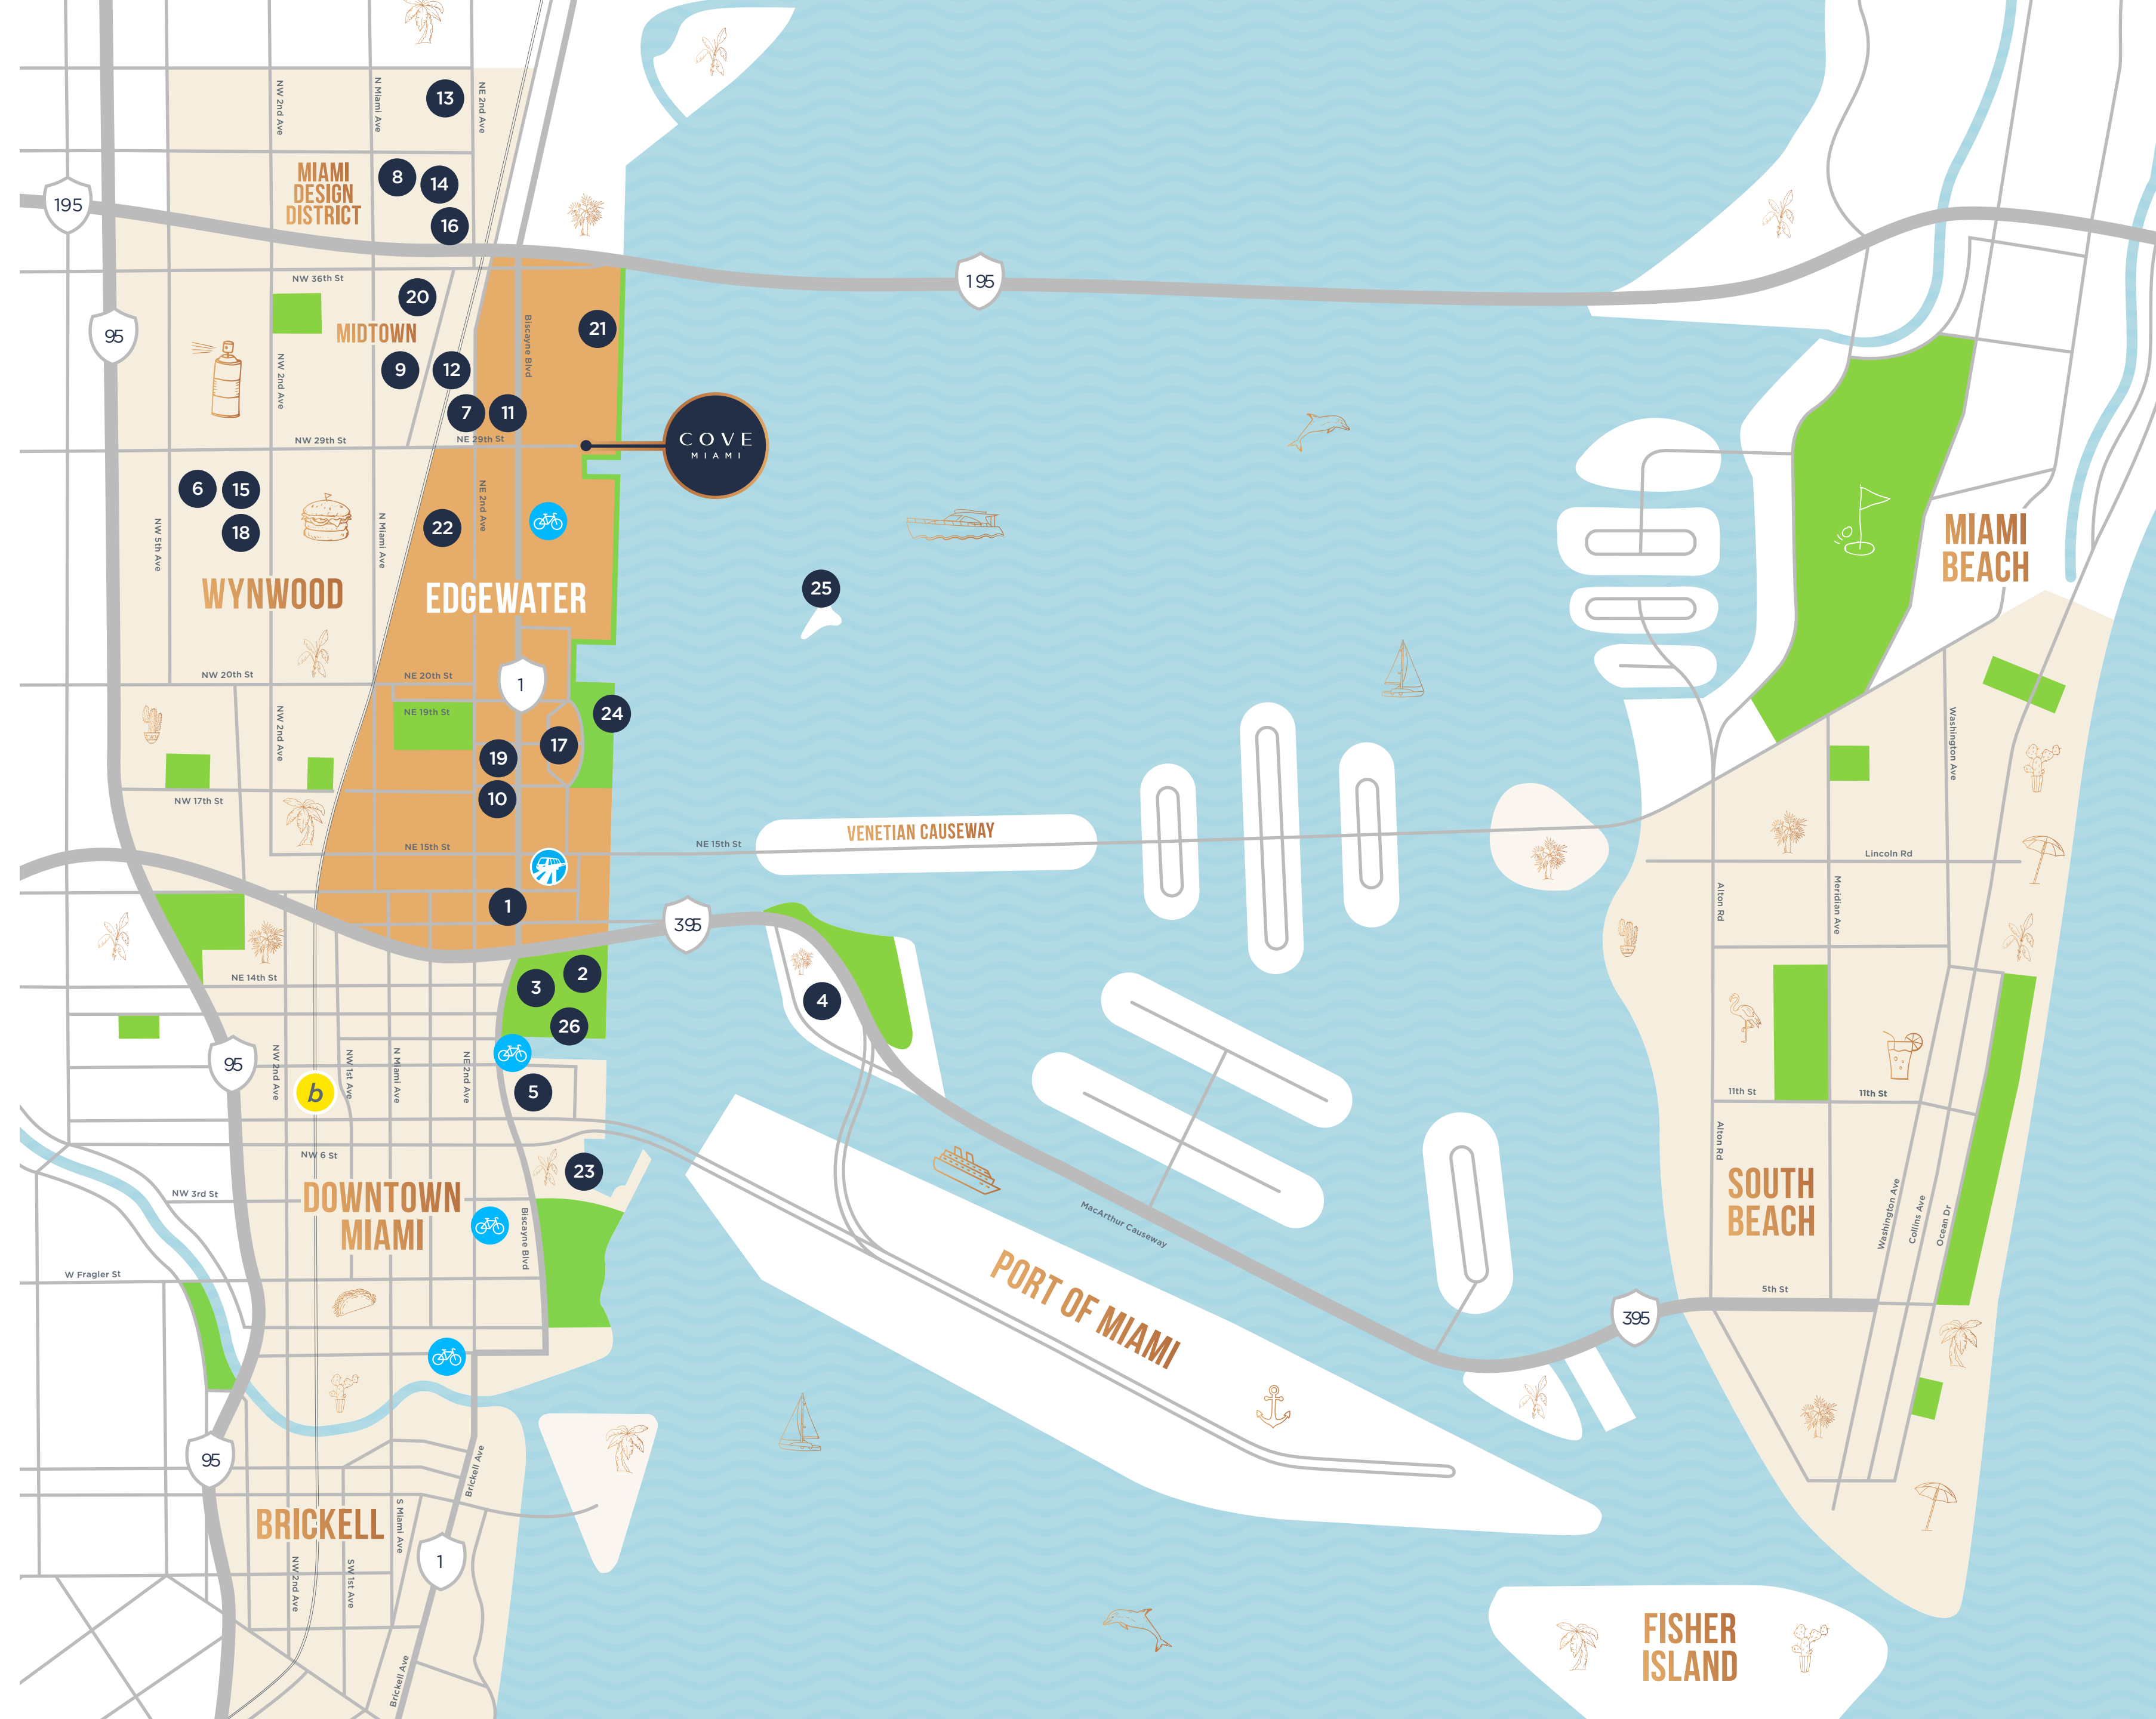 13
NW 2nd Ave
N Miami Ave
NE 2nd Ave
MIAMI
DESIGN
DISTRICT
8
14
16
195
195
NW 36th St
20
MIDTOWN
95
21
Biscayne Blvd
NW 2nd Ave
9
12
7
11
NW 29th St
NE 29th St
COVE
MIAMI
6
15
18
22
NW 5th Ave
N Miami Ave
NE 2nd Ave
WYNWOOD
EDGEWATER
25
MIAMI
BEACH
NW 20th St
NE 20th St
1
NE 19th St
24
17
19
10
NW 2nd Ave
NW 17th St
Washington Ave
VENETIAN CAUSEWAY
NE 15th St
NE 15th St
Lincoln Rd
1
395
Alton Rd
Meridian Ave
NE 14th St
2
3
26
4
95
NW 2nd Ave
NW 1st Ave
N Miami Ave
NE 2nd Ave
b
5
11th St
11th St
Alton Rd
NW 6 St
23
NW 3rd St
DOWNTOWN
MIAMI
Biscayne Blvd
MacArthur Causeway
SOUTH
BEACH
Washington Ave
Collins Ave
Ocean Dr
W Fragler St
PORT OF MIAMI
5th St
395
95
Brickell Ave
BRICKELL
S Miami Ave
1
NW 2nd Ave
SW 1st Ave
Brickell Ave
FISHER
ISLAND